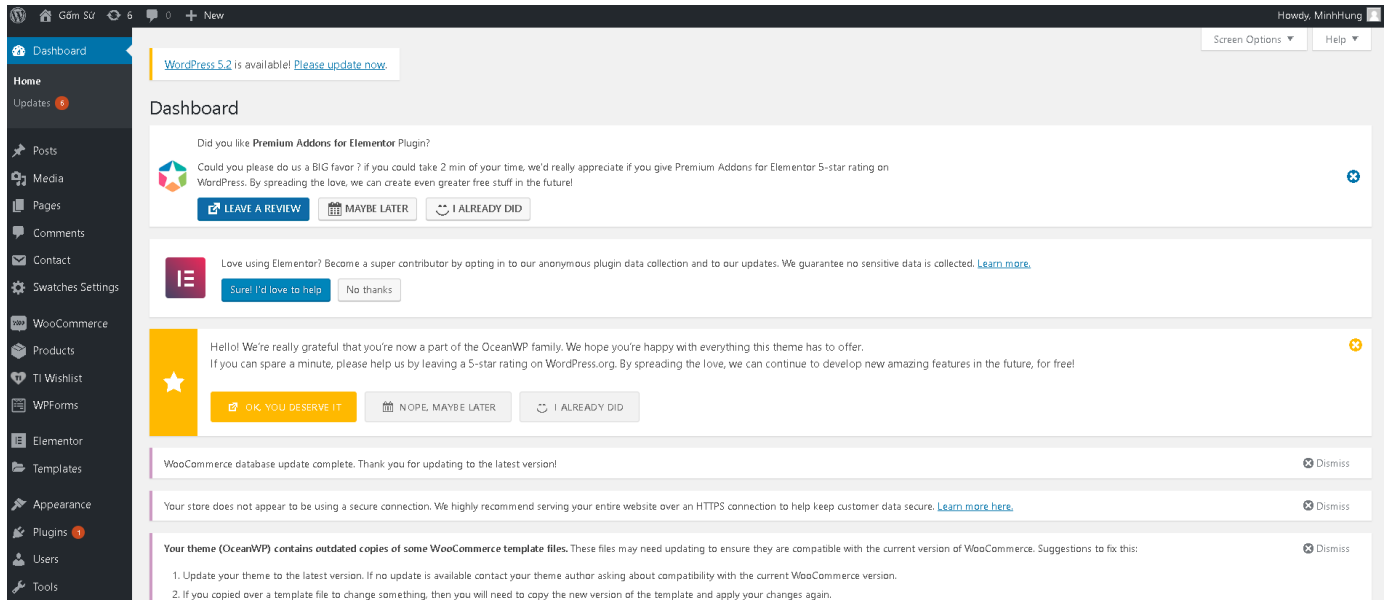 Gốm Sứ 6 0 + New Howdy, MinhHung
Screen Options ▼ Help ▼
Dashboard
Home
Updates 6
Posts
Media
Pages
Comments
Contact
Swatches Settings
WooCommerce
Products
TI Wishlist
WPForms
Elementor
Templates
Appearance
Plugins 1
Users
Tools
WordPress 5.2 is available! Please update now.
Dashboard
Did you like Premium Addons for Elementor Plugin?
Could you please do us a BIG favor ? if you could take 2 min of your time, we'd really appreciate if you give Premium Addons for Elementor 5-star rating on
WordPress. By spreading the love, we can create even greater free stuff in the future!
LEAVE A REVIEW MAYBE LATER I ALREADY DID
Love using Elementor? Become a super contributor by opting in to our anonymous plugin data collection and to our updates. We guarantee no sensitive data is collected. Learn more.
Sure! I'd love to help No thanks
Hello! We're really grateful that you're now a part of the OceanWP family. We hope you're happy with everything this theme has to offer.
If you can spare a minute, please help us by leaving a 5-star rating on WordPress.org. By spreading the love, we can continue to develop new amazing features in the future, for free!
OK, YOU DESERVE IT NOPE, MAYBE LATER I ALREADY DID
WooCommerce database update complete. Thank you for updating to the latest version! Dismiss
Your store does not appear to be using a secure connection. We highly recommend serving your entire website over an HTTPS connection to help keep customer data secure. Learn more here. Dismiss
Your theme (OceanWP) contains outdated copies of some WooCommerce template files. These files may need updating to ensure they are compatible with the current version of WooCommerce. Suggestions to fix this: Dismiss
1. Update your theme to the latest version. If no update is available contact your theme author asking about compatibility with the current WooCommerce version.
2. If you copied over a template file to change something, then you will need to copy the new version of the template and apply your changes again.